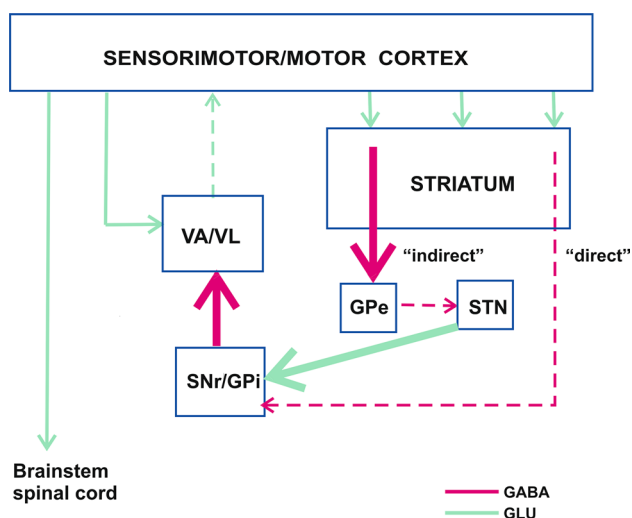 SENSORIMOTOR/MOTOR CORTEX
STRIATUM
VA/VL
“indirect”
“direct”
GPe
STN
SNr/GPi
Brainstem
spinal cord
GABA
GLU